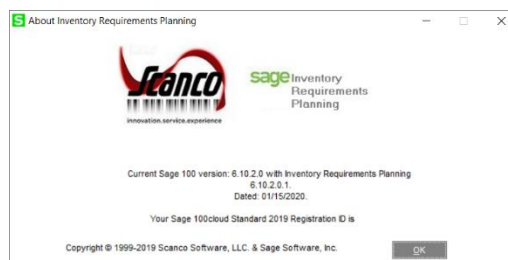 About Inventory Requirements Planning
Scanco
innovation.service.experience
sage Inventory
Requirements
Planning
Current Sage 100 version: 6.10.2.0 with Inventory Requirements Planning
6.10.2.0.1.
Dated: 01/15/2020.
Your Sage 100cloud Standard 2019 Registration ID is
Copyright © 1999-2019 Scanco Software, LLC. & Sage Software, Inc.
OK